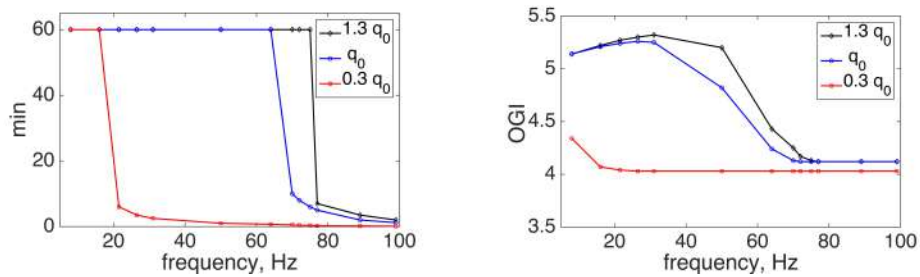 60
40
20
0
min
20 40 60 80 100
frequency, Hz
1.3 q0
q0
0.3 q0
5.5
5
4.5
4
3.5
OGI
0 20 40 60 80 100
frequency, Hz
1.3 q0
q0
0.3 q0